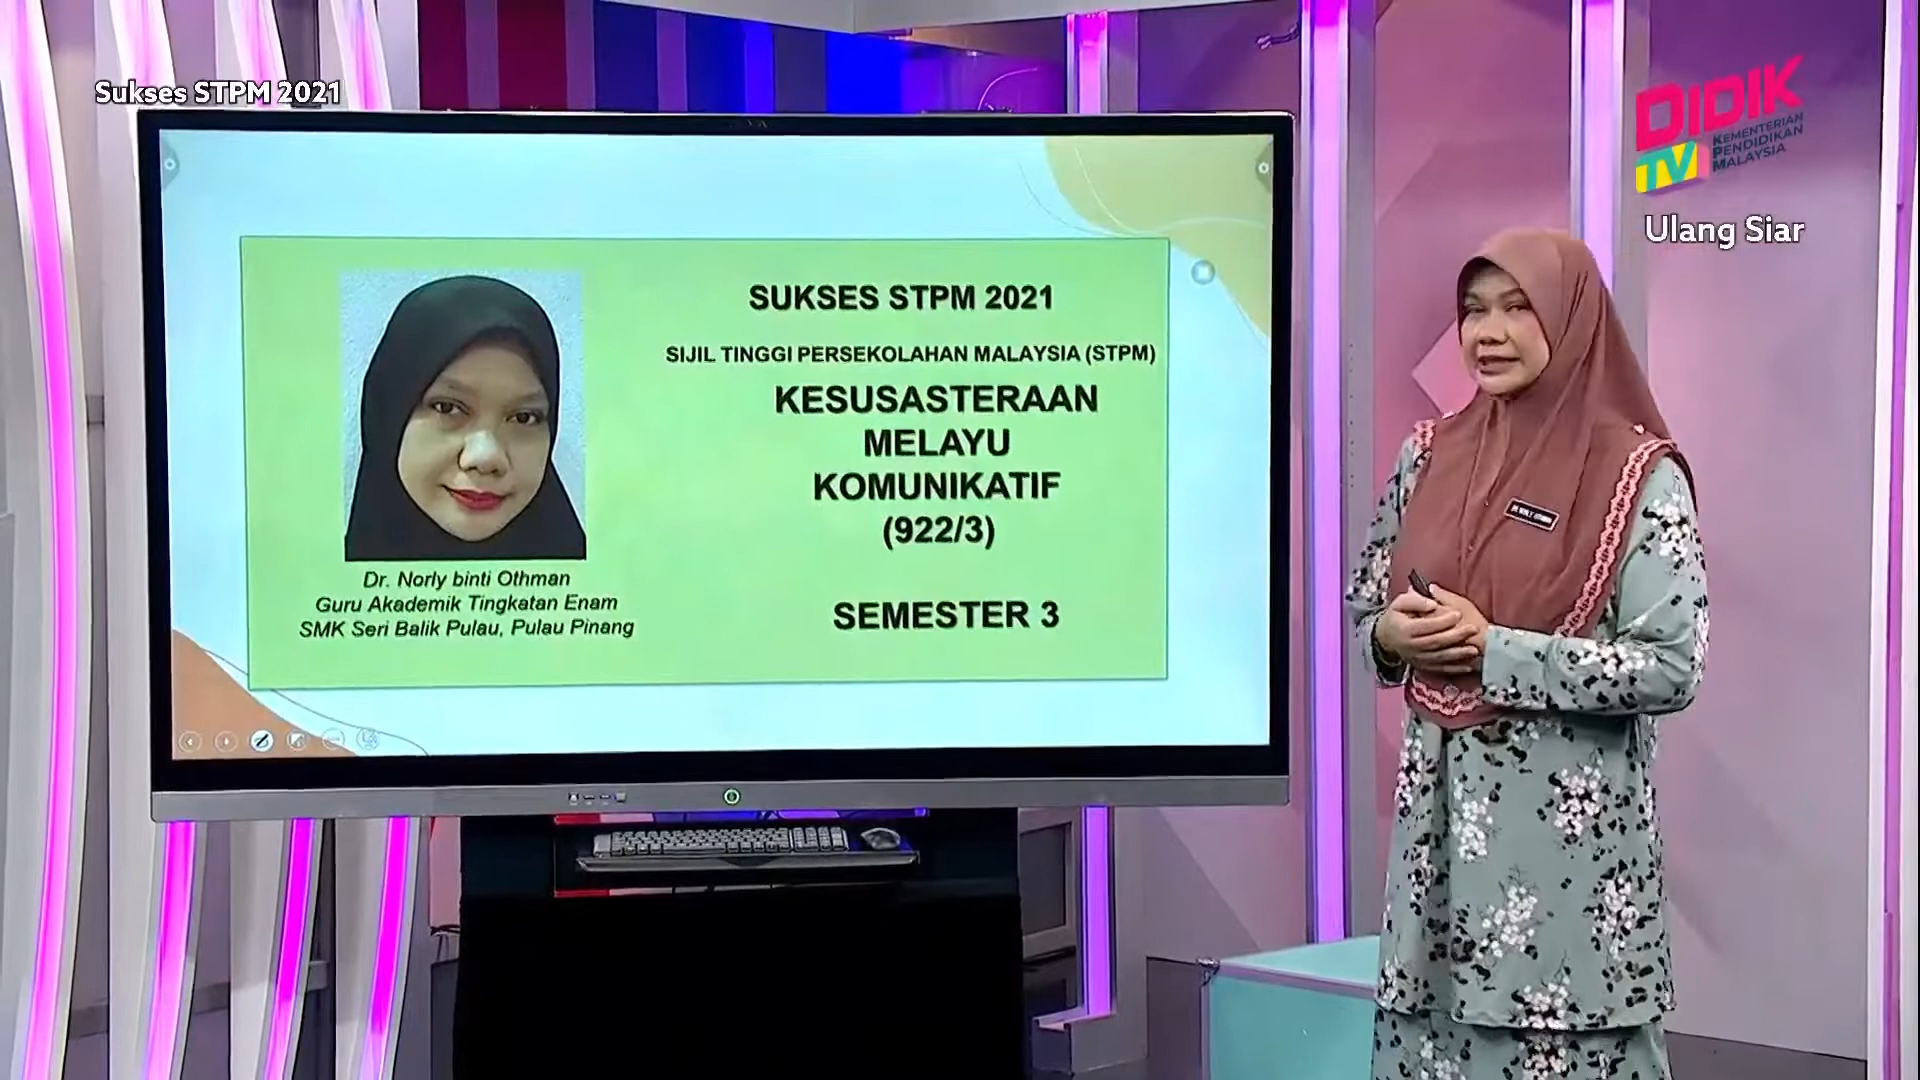 Sukses STPM 2021
DIDIK
TV
KEMENTERIAN
PENDIDIKAN
MALAYSIA
Ulang Siar
SUKSES STPM 2021
SIJIL TINGGI PERSEKOLAHAN MALAYSIA (STPM)
KESUSASTERAAN
MELAYU
KOMUNIKATIF
(922/3)
SEMESTER 3
Dr. Norly binti Othman
Guru Akademik Tingkatan Enam
SMK Seri Balik Pulau, Pulau Pinang